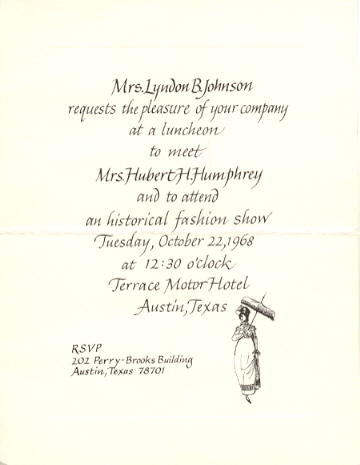 Mrs. Lyndon B. Johnson
requests the pleasure of your company
at a luncheon
to meet
Mrs. Hubert H. Humphrey
and to attend
an historical fashion show
Tuesday, October 22, 1968
at 12:30 o'clock
Terrace Motor Hotel
Austin, Texas
RSVP
202 Perry-Brooks Building
Austin, Texas 78701